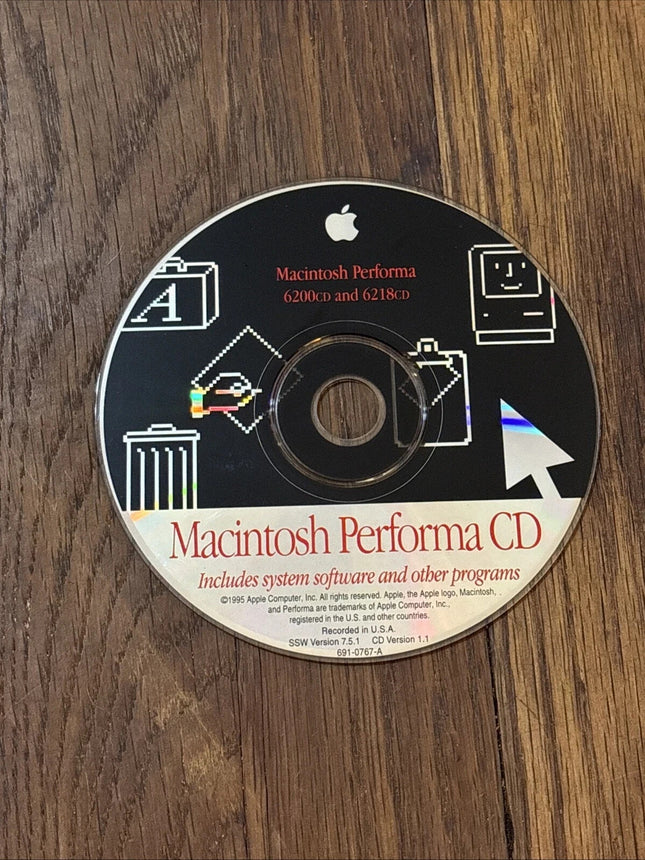 Macintosh Performa
6200CD and 6218CD
A
Macintosh Performa CD
Includes system software and other programs
©1995 Apple Computer, Inc. All rights reserved. Apple, the Apple logo, Macintosh,
and Performa are trademarks of Apple Computer, Inc.,
registered in the U.S. and other countries.
Recorded in U.S.A.
SSW Version 7.5.1 CD Version 1.1
691-0767-A